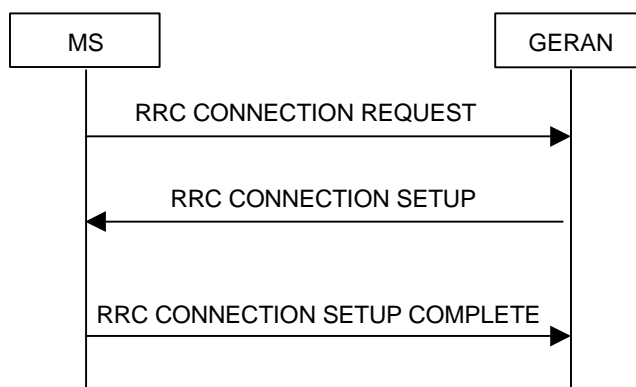 MS
GERAN
RRC CONNECTION REQUEST
RRC CONNECTION SETUP
RRC CONNECTION SETUP COMPLETE